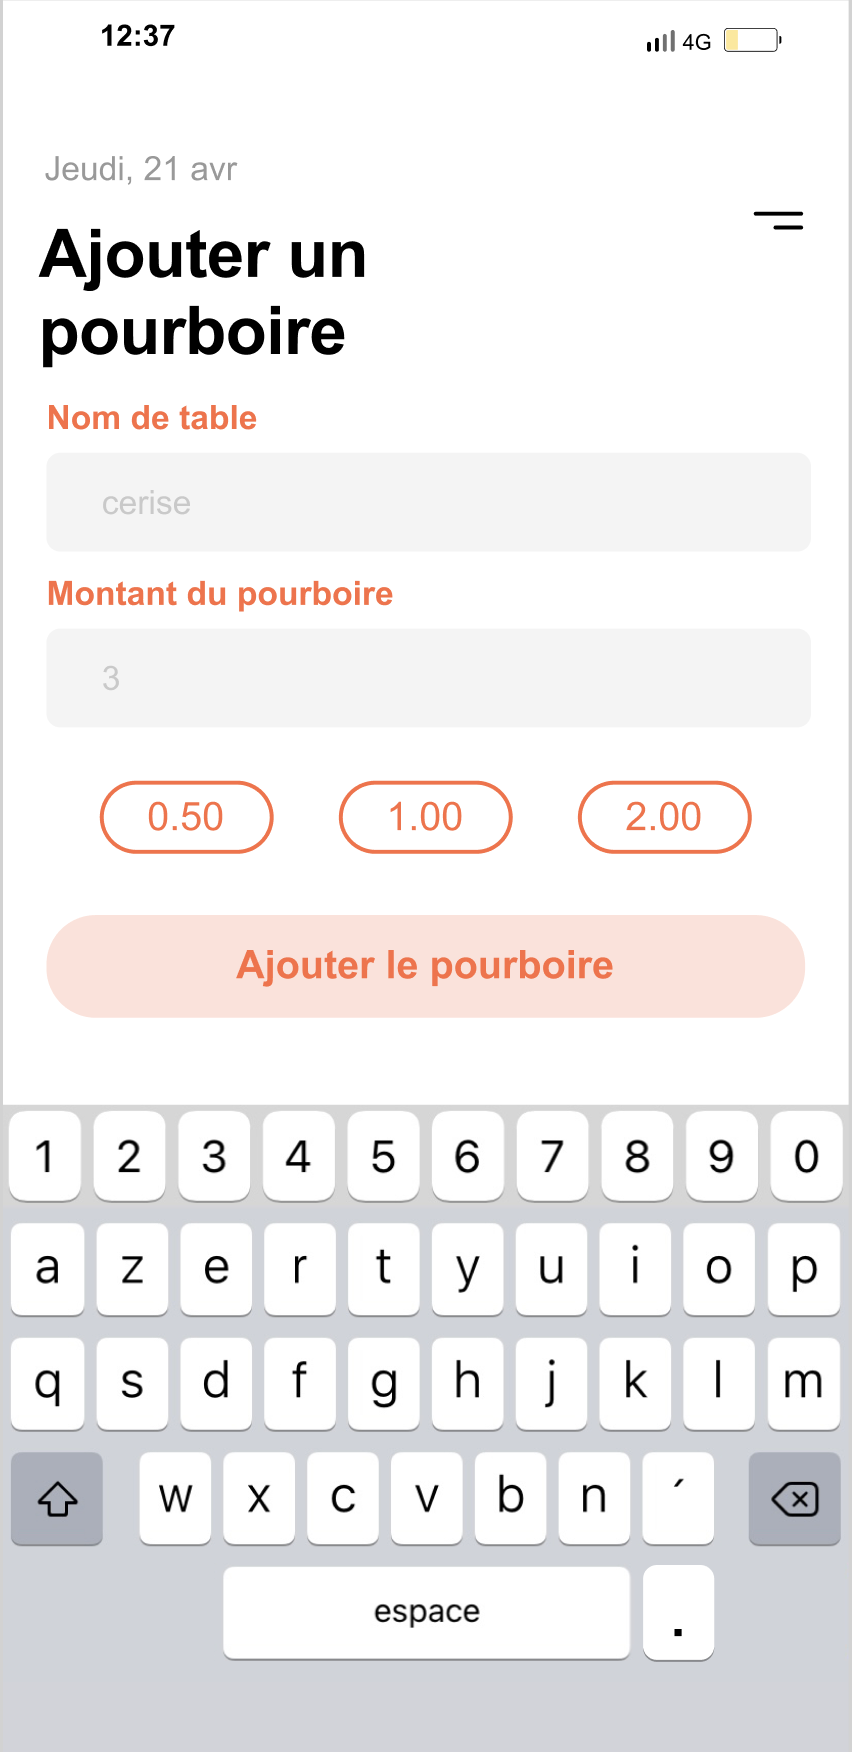 12:37
4G
Jeudi, 21 avr
Ajouter un
pourboire
Nom de table
cerise
Montant du pourboire
3
0.50 1.00 2.00
Ajouter le pourboire
1 2 3 4 5 6 7 8 9 0
a z e r t y u i o p
q s d f g h j k l m
w x c v b n ´
espace .